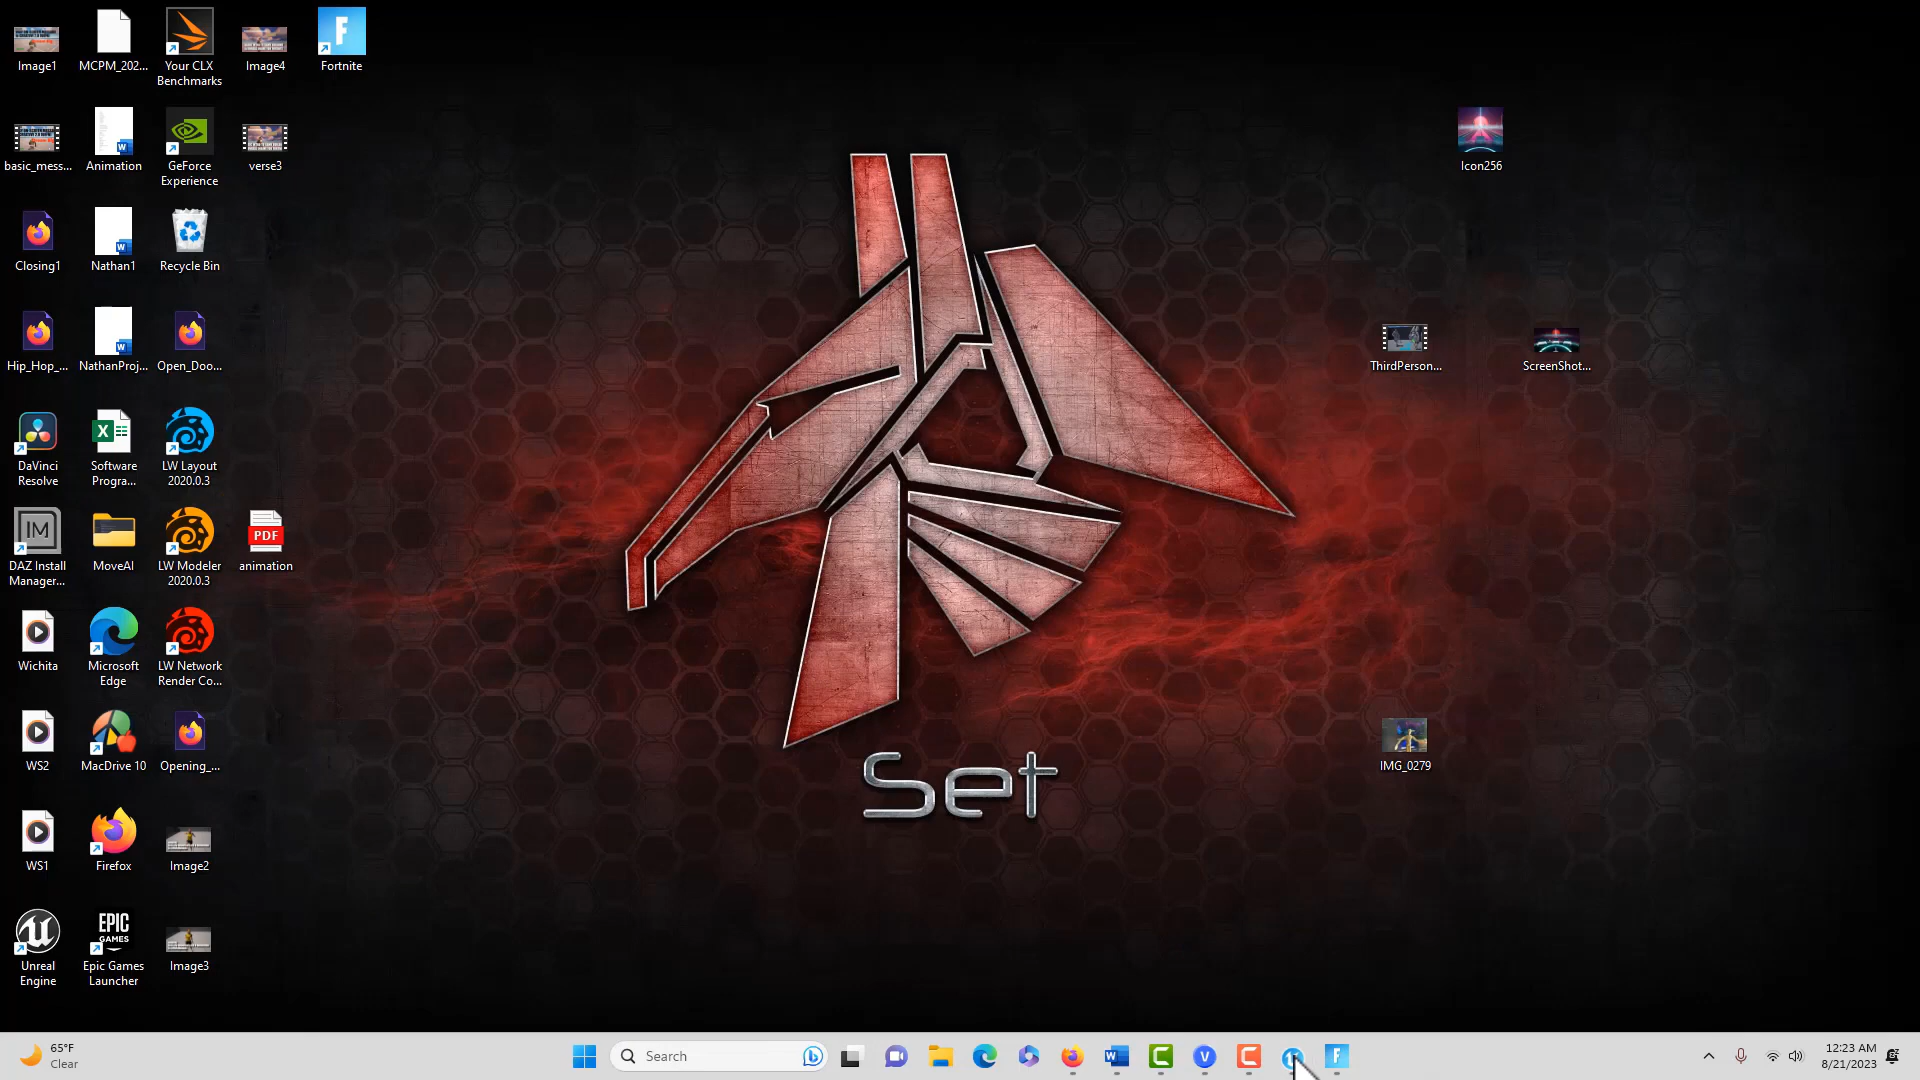 Image1
MCPM_202...
Your CLX
Benchmarks
Image4
Fortnite
basic_mess...
Animation
GeForce
Experience
verse3
Icon256
Closing1
Nathan1
Recycle Bin
Hip_Hop_...
NathanProj...
Open_Doo...
ThirdPerson...
ScreenShot...
DaVinci
Resolve
Software
Progra...
LW Layout
2020.0.3
IM
DAZ Install
Manager...
MoveAI
LW Modeler
2020.0.3
PDF
animation
Wichita
Microsoft
Edge
LW Network
Render Co...
WS2
MacDrive 10
Opening_...
IMG_0279
Set
WS1
Firefox
Image2
EPIC
GAMES
Unreal
Engine
Epic Games
Launcher
Image3
65°F
Clear
Search
12:23 AM
8/21/2023